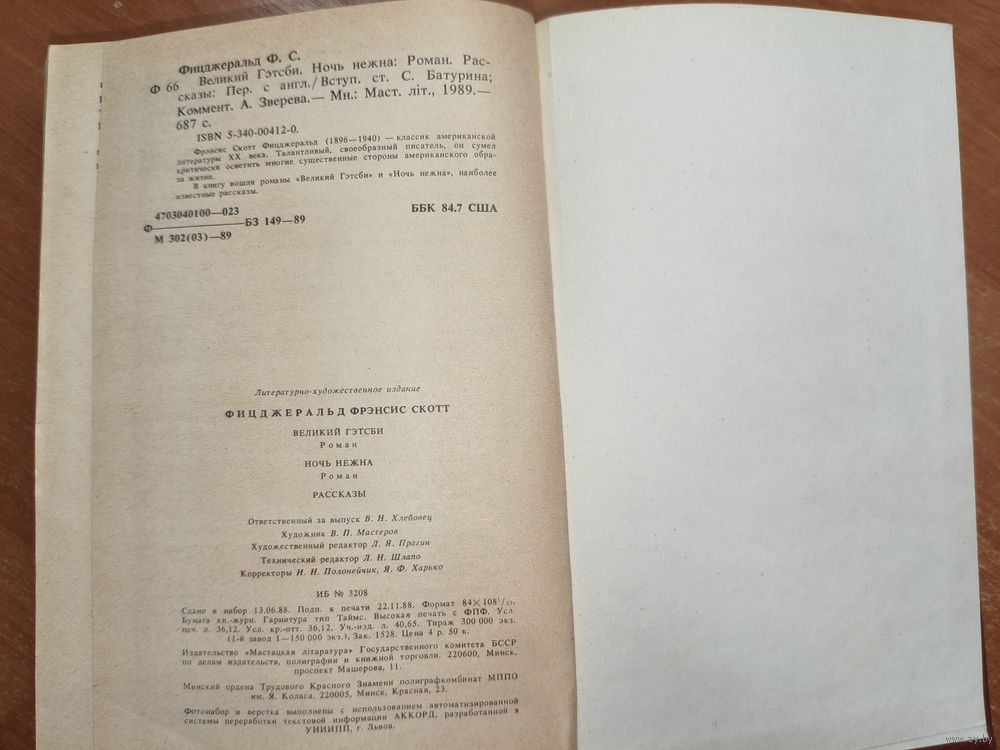 Фицджеральд Ф. С.
Ф 66 Великий Гэтсби. Ночь нежна: Роман. Рас-
сказы: Пер. с англ./Вступ. ст. С. Батурина;
Коммент. А. Зверева.— Мн.: Маст. літ., 1989.—
687 с.
ISBN 5-340-00412-0.
Фрэнсис Скотт Фицджеральд (1896—1940) — классик американской
литературы XX века. Талантливый, своеобразный писатель, он сумел
критически осветить многие существенные стороны американского обра-
за жизни.
В книгу вошли романы «Великий Гэтсби» и «Ночь нежна», наиболее
известные рассказы.
4703040100—023
Ф————БЗ 149—89
М 302(03)—89
ББК 84.7 США
Литературно-художественное издание
ФИЦДЖЕРАЛЬД ФРЭНСИС СКОТТ
ВЕЛИКИЙ ГЭТСБИ
Роман
НОЧЬ НЕЖНА
Роман
РАССКАЗЫ
Ответственный за выпуск В. Н. Хлебовец
Художник В. П. Мастеров
Художественный редактор Л. Я. Прагин
Технический редактор Л. Н. Шлапо
Корректоры И. Н. Полонейчик, Я. Ф. Харько
ИБ № 3208
Сдано в набор 13.06.88. Подп. к печати 22.11.88. Формат 84×108 1/32.
Бумага кн.-журн. Гарнитура тип Таймс. Высокая печать с ФПФ. Усл.
печ. л. 36,12. Усл. кр.-отт. 36,12. Уч.-изд. л. 40,65. Тираж 300 000 экз.
(1-й завод 1—150 000 экз.). Зак. 1528. Цена 4 р. 50 к.
Издательство «Мастацкая літаратура» Государственного комитета БССР
по делам издательств, полиграфии и книжной торговли. 220600, Минск,
проспект Машерова, 11.
Минский ордена Трудового Красного Знамени полиграфкомбинат МППО
им. Я. Коласа. 220005, Минск, Красная, 23.
Фотонабор и верстка выполнены с использованием автоматизированной
системы переработки текстовой информации АККОРД, разработанной в
УНИИПП, г. Львов.
www.ay.by